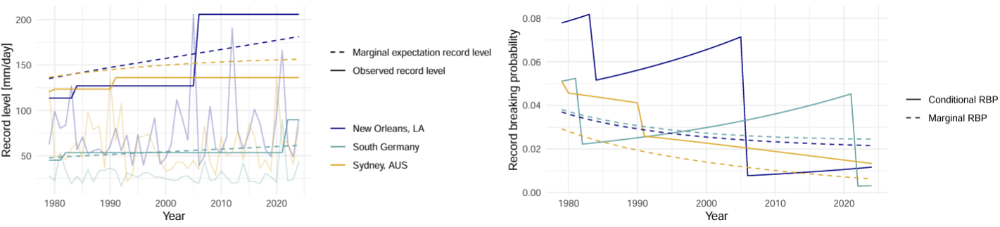 Record level [mm/day]
200
150
100
50
1980
1990
2000
2010
2020
Year
Marginal expectation record level
Observed record level
New Orleans, LA
South Germany
Sydney, AUS
Record breaking probability
0.08
0.06
0.04
0.02
0.00
1980
1990
2000
2010
2020
Year
Conditional RBP
Marginal RBP